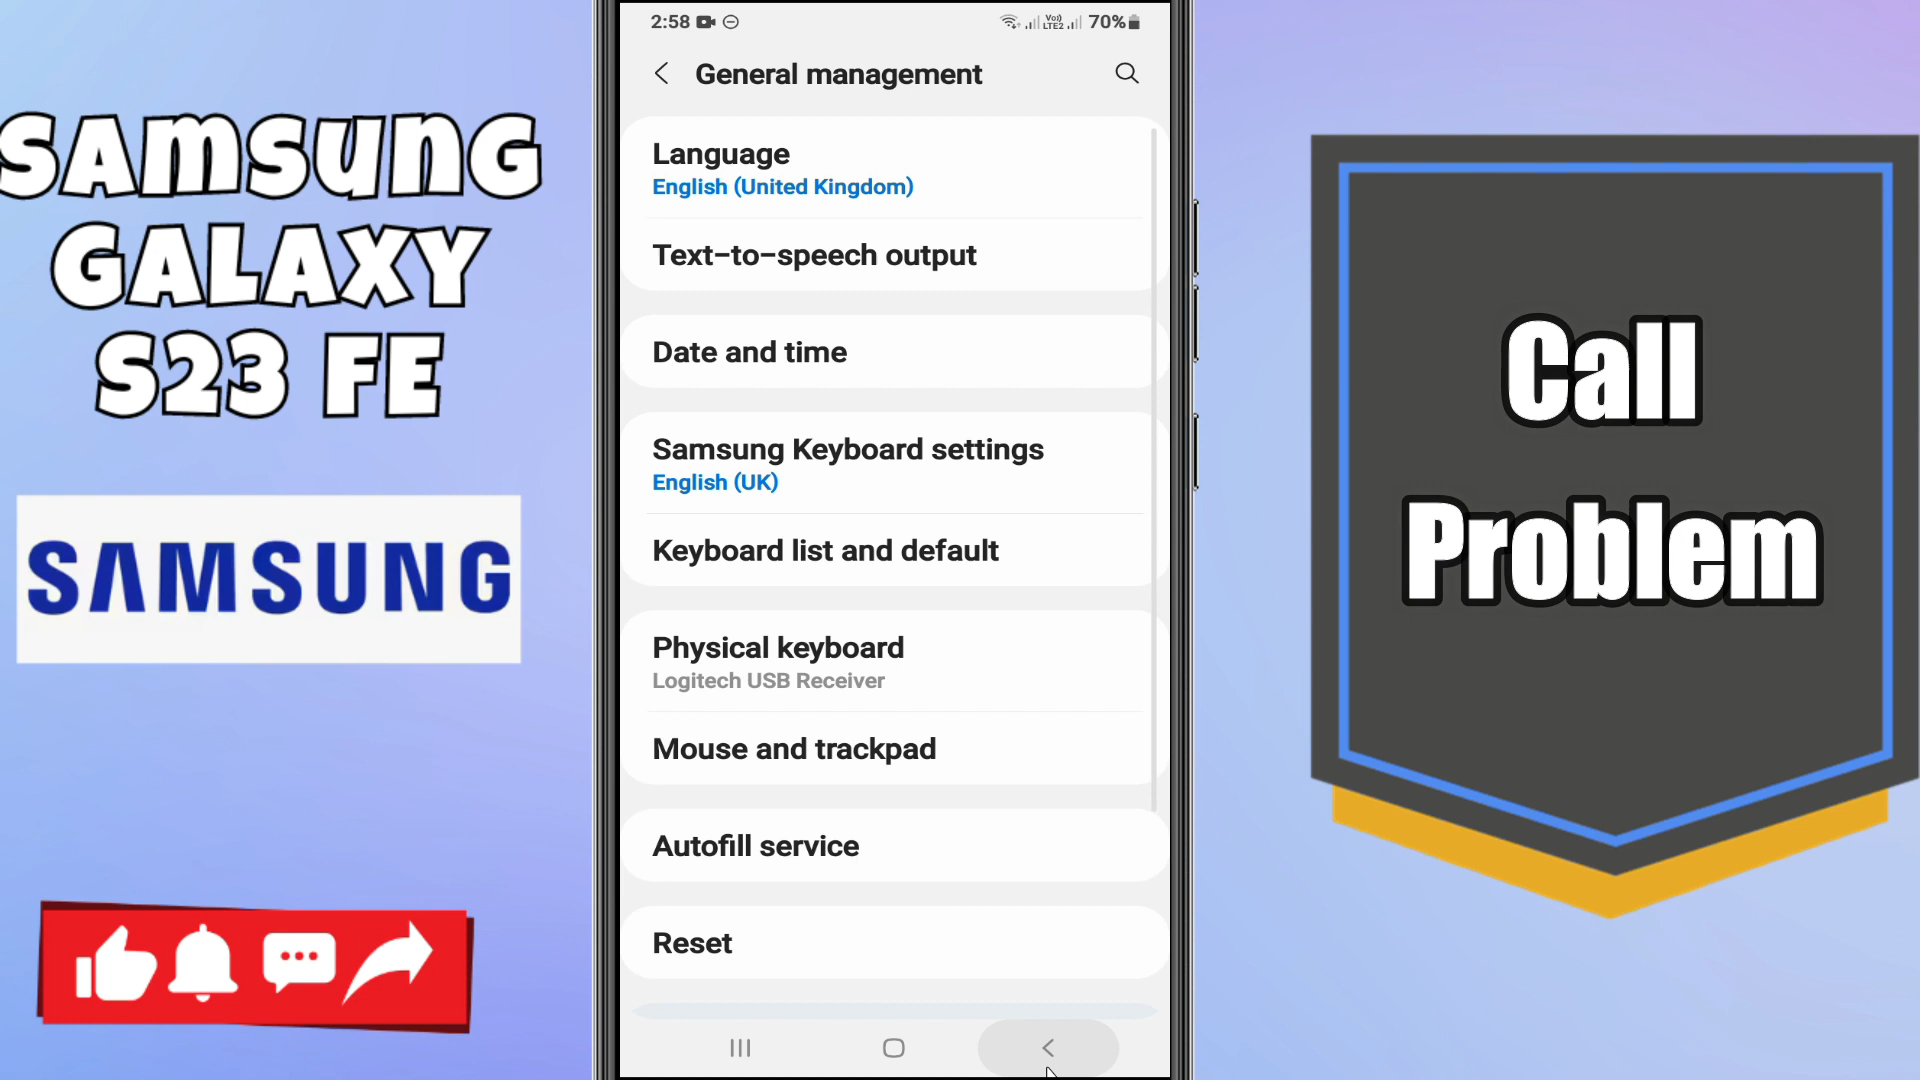 SAMSUNG
GALAXY
S23 FE
SAMSUNG
2:58
Vo))
LTE2
70%
General management
Language
English (United Kingdom)
Text-to-speech output
Date and time
Samsung Keyboard settings
English (UK)
Keyboard list and default
Physical keyboard
Logitech USB Receiver
Mouse and trackpad
Autofill service
Reset
Call
Problem